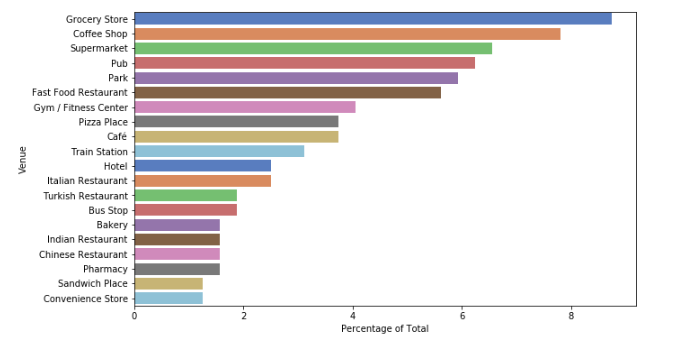 Grocery Store
Coffee Shop
Supermarket
Pub
Park
Fast Food Restaurant
Gym / Fitness Center
Pizza Place
Café
Train Station
Hotel
Italian Restaurant
Turkish Restaurant
Bus Stop
Bakery
Indian Restaurant
Chinese Restaurant
Pharmacy
Sandwich Place
Convenience Store
Venue
0 2 4 6 8
Percentage of Total